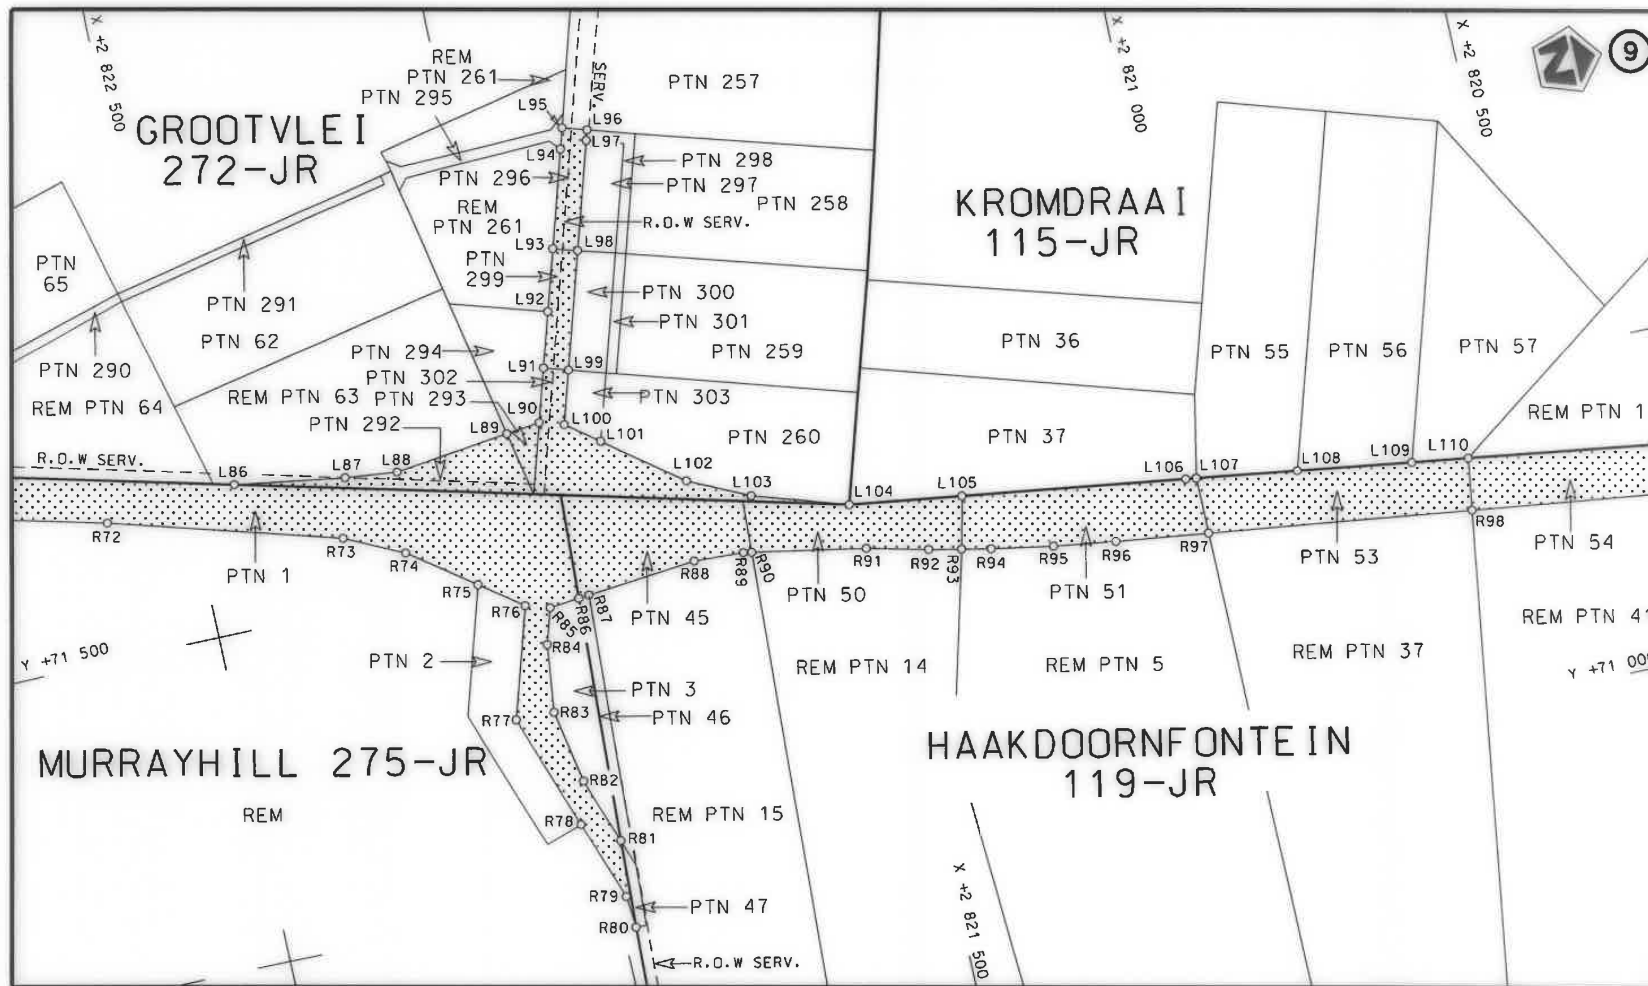 X +2 822 500
GROOTVLEI
272-JR
REM
PTN 261
PTN 295
L95
SERV.
L96
L97
L94
PTN 257
PTN 298
PTN 297
PTN 258
PTN 296
R.O.W SERV.
REM
PTN 261
L93
L98
PTN
299
L92
PTN 300
PTN 301
PTN 259
PTN
65
PTN 291
PTN 62
PTN 290
REM PTN 64
PTN 294
PTN 302
REM PTN 63
PTN 293
PTN 292
L91
L99
PTN 303
L90
L100
L89
L101
PTN 260
R.O.W SERV.
L86
L87
L88
L102
L103
L104
KROMDRAAI
115-JR
X +2 821 000
X +2 820 500
9
PTN 36
PTN 37
PTN 55
PTN 56
PTN 57
REM PTN 1
L105
L106
L107
L108
L109
L110
R72
R73
R74
R75
R76
PTN 1
R85
R86
R87
R88
R89
R90
R91
R92
R93
R94
R95
R96
R97
R98
PTN 45
PTN 50
PTN 51
PTN 53
PTN 54
Y +71 500
PTN 2
R84
PTN 3
PTN 46
R83
R77
REM PTN 14
REM PTN 5
REM PTN 37
REM PTN 41
Y +71 00
MURRAYHILL 275-JR
REM
HAAKDOORNFONTEIN
119-JR
R82
R78
R81
REM PTN 15
R79
PTN 47
R80
R.O.W SERV.
X +2 821 500